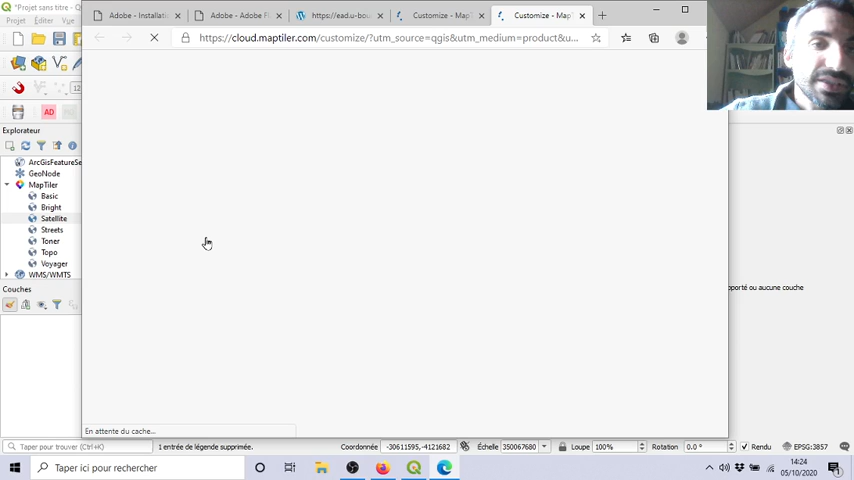 *Projet sans titre —
Adobe - Installatio
Adobe - Adobe Fl
https://ead.u-bou
Customize - MapT
Customize - MapT
Projet Éditer Vue
https://cloud.maptiler.com/customize/?utm_source=qgis&utm_medium=product&u...
12
AD
Explorateur
ArcGisFeatureSe
GeoNode
MapTiler
Basic
Bright
Satellite
Streets
Toner
Topo
Voyager
WMS/WMTS
Couches
pporté ou aucune couche
En attente du cache...
Taper pour trouver (Ctrl+K) 1 entrée de légende supprimée. Coordonnée -30611595,-4121682 Échelle 350067680 Loupe 100% Rotation 0.0 ° Rendu EPSG:3857
Taper ici pour rechercher
14:24
05/10/2020
1